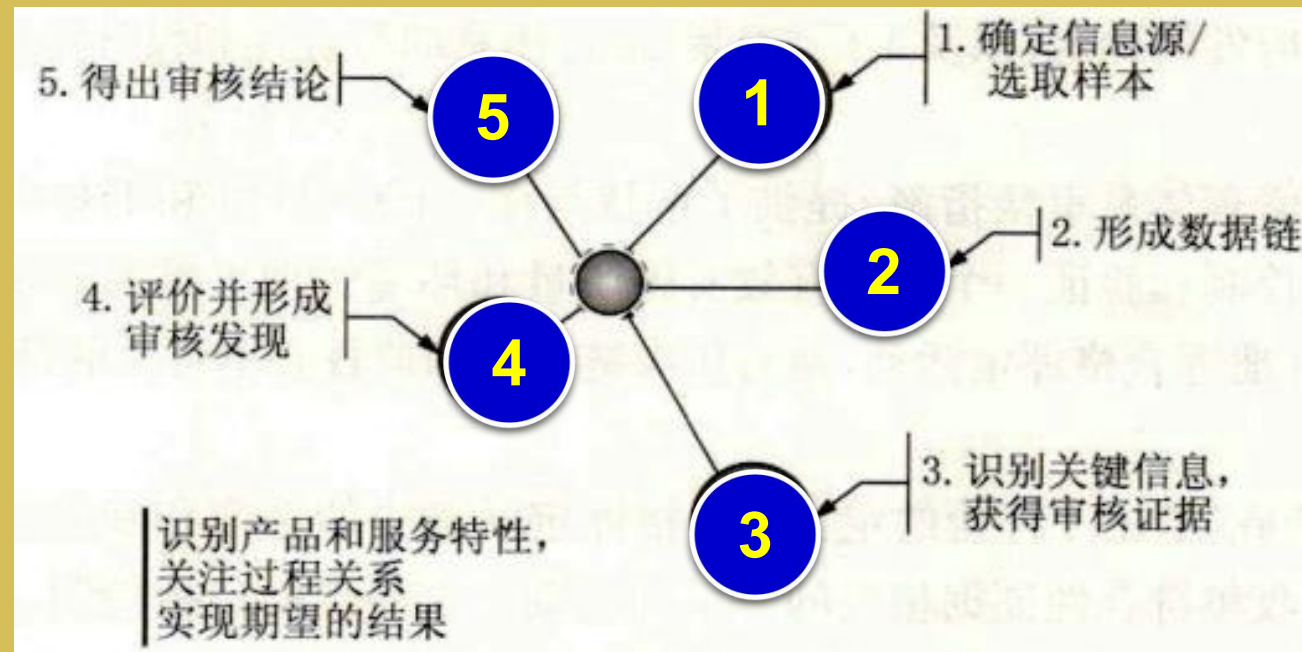 1. 确定信息源/
选取样本
2. 形成数据链
3. 识别关键信息，
获得审核证据
4. 评价并形成
审核发现
5. 得出审核结论
识别产品和服务特性，
关注过程关系
实现期望的结果
1
2
3
4
5